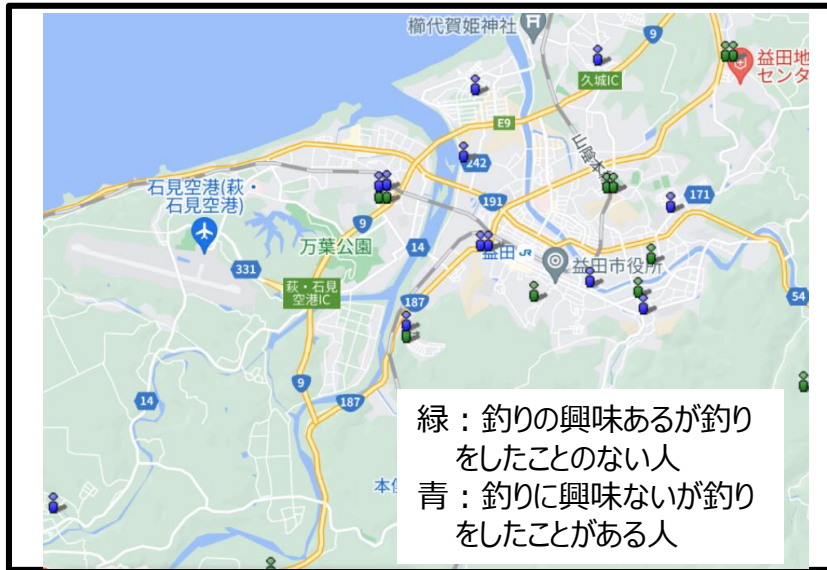 櫛代賀姫神社
9
久城IC
益田地
センタ
E9
山陰本
242
石見空港(萩・
石見空港)
191
171
9
万葉公園
14
益田
JR
益田市役所
331
萩・石見
空港IC
187
54
9
14
187
緑：釣りの興味あるが釣り
をしたことのない人
青：釣りに興味ないが釣り
をしたことがある人